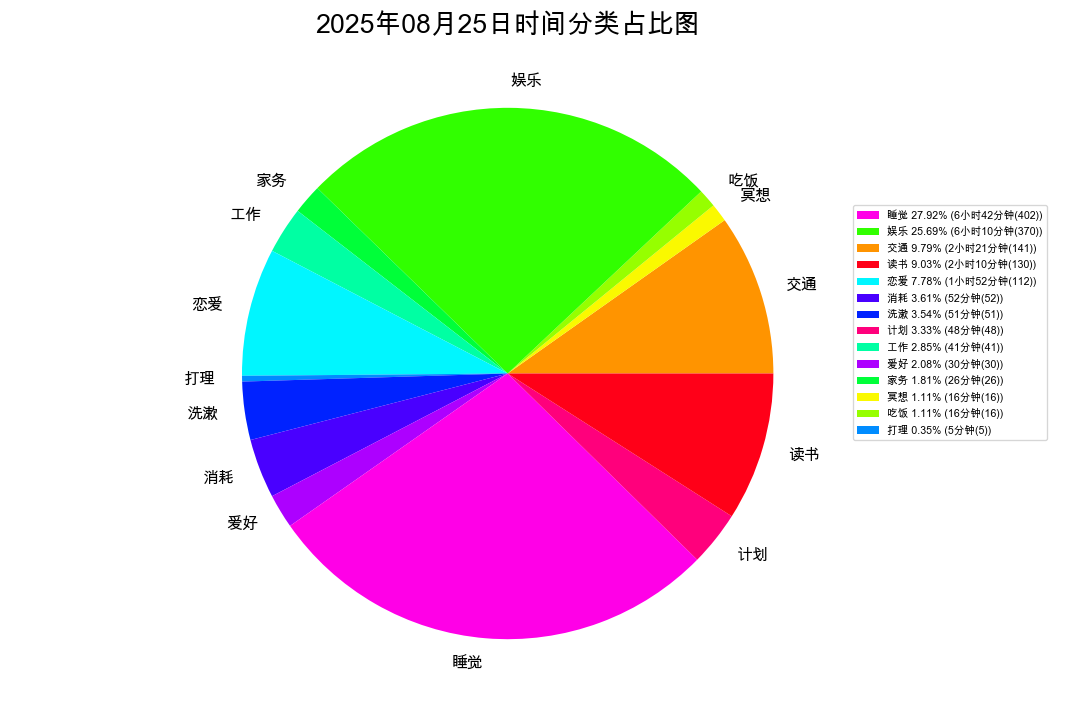 2025年08月25日时间分类占比图
娱乐
家务
吃饭
冥想
工作
交通
恋爱
打理
洗漱
读书
消耗
爱好
计划
睡觉
睡觉 27.92% (6小时42分钟(402))
娱乐 25.69% (6小时10分钟(370))
交通 9.79% (2小时21分钟(141))
读书 9.03% (2小时10分钟(130))
恋爱 7.78% (1小时52分钟(112))
消耗 3.61% (52分钟(52))
洗漱 3.54% (51分钟(51))
计划 3.33% (48分钟(48))
工作 2.85% (41分钟(41))
爱好 2.08% (30分钟(30))
家务 1.81% (26分钟(26))
冥想 1.11% (16分钟(16))
吃饭 1.11% (16分钟(16))
打理 0.35% (5分钟(5))